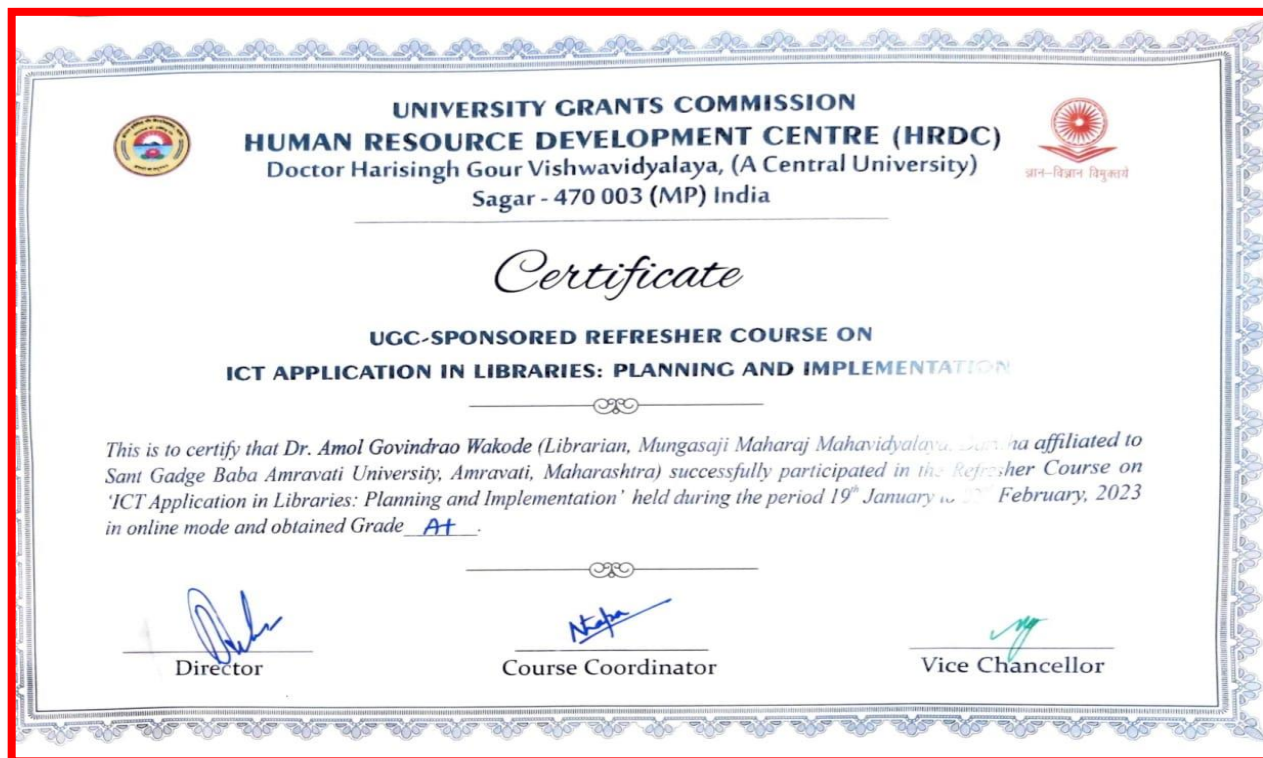 UNIVERSITY GRANTS COMMISSION
HUMAN RESOURCE DEVELOPMENT CENTRE (HRDC)
Doctor Harisingh Gour Vishwavidyalaya, (A Central University)
Sagar - 470 003 (MP) India
ज्ञान-विज्ञान विमुक्तये
Certificate
UGC-SPONSORED REFRESHER COURSE ON
ICT APPLICATION IN LIBRARIES: PLANNING AND IMPLEMENTATION
This is to certify that Dr. Amol Govindrao Wakode (Librarian, Mungasaji Maharaj Mahavidyalaya, affiliated to
Sant Gadge Baba Amravati University, Amravati, Maharashtra) successfully participated in the Refresher Course on
'ICT Application in Libraries: Planning and Implementation' held during the period 19th January to February, 2023
in online mode and obtained Grade A+.
Director
Course Coordinator
Vice Chancellor